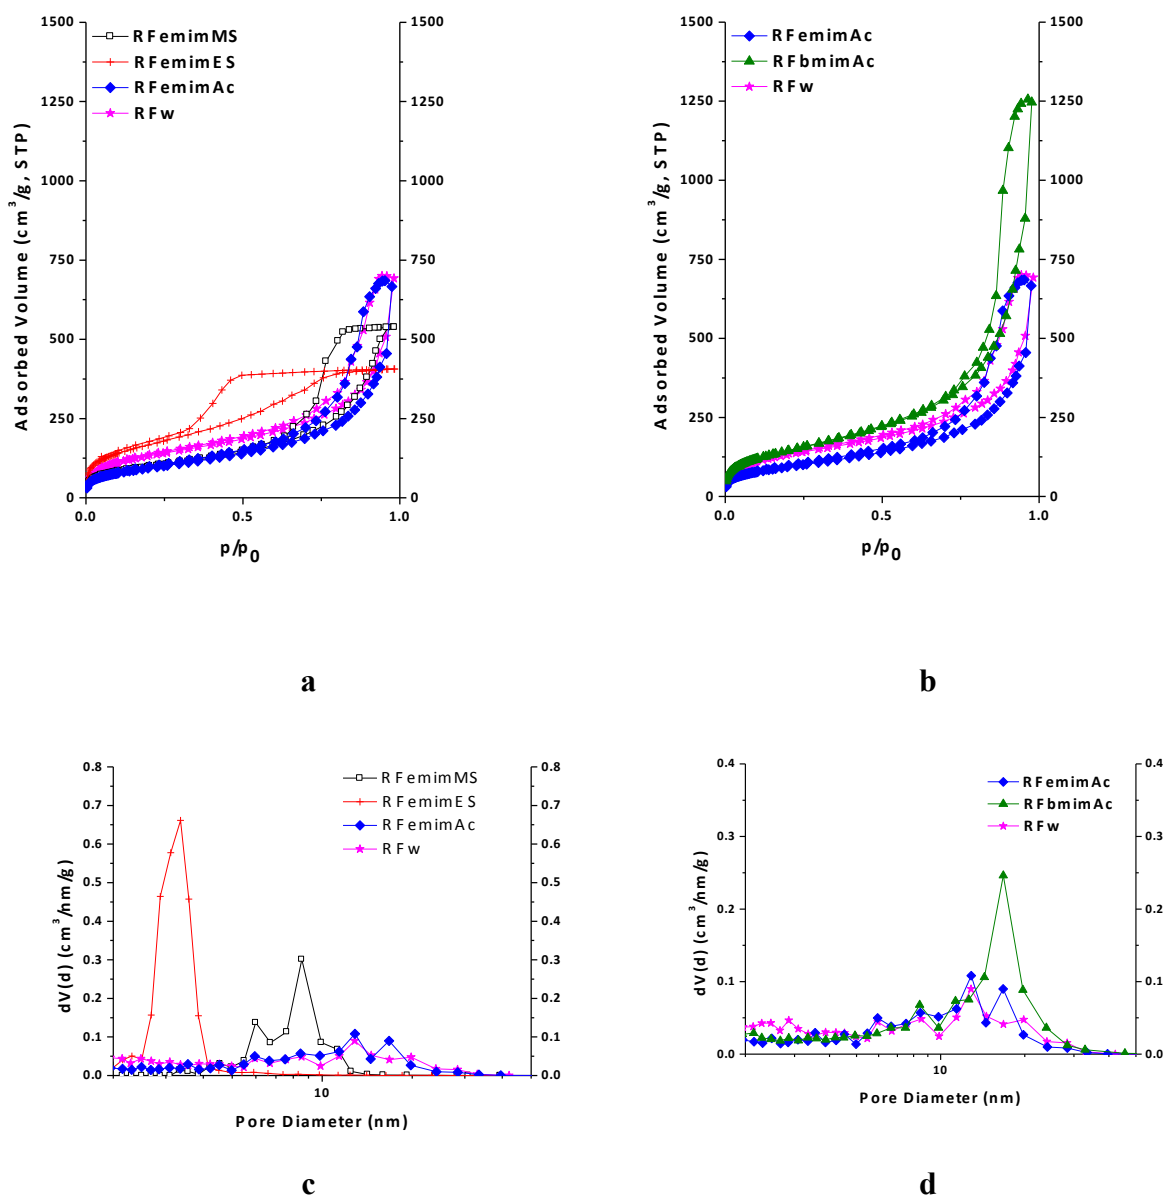 1500
1250
1000
750
500
250
0
1500
1250
1000
750
500
250
0
0.0
0.5
1.0
Adsorbed Volume (cm³/g, STP)
p/p₀
RFemimMS
RFemimES
RFemimAc
RFw
a
1500
1250
1000
750
500
250
0
1500
1250
1000
750
500
250
0
0.0
0.5
1.0
Adsorbed Volume (cm³/g, STP)
p/p₀
RFemimAc
RFbmimAc
RFw
b
0.8
0.7
0.6
0.5
0.4
0.3
0.2
0.1
0.0
0.8
0.7
0.6
0.5
0.4
0.3
0.2
0.1
0.0
10
dV(d) (cm³/nm/g)
Pore Diameter (nm)
RFemimMS
RFemimES
RFemimAc
RFw
c
0.4
0.3
0.2
0.1
0.0
0.4
0.3
0.2
0.1
0.0
10
dV(d) (cm³/nm/g)
Pore Diameter (nm)
RFemimAc
RFbmimAc
RFw
d